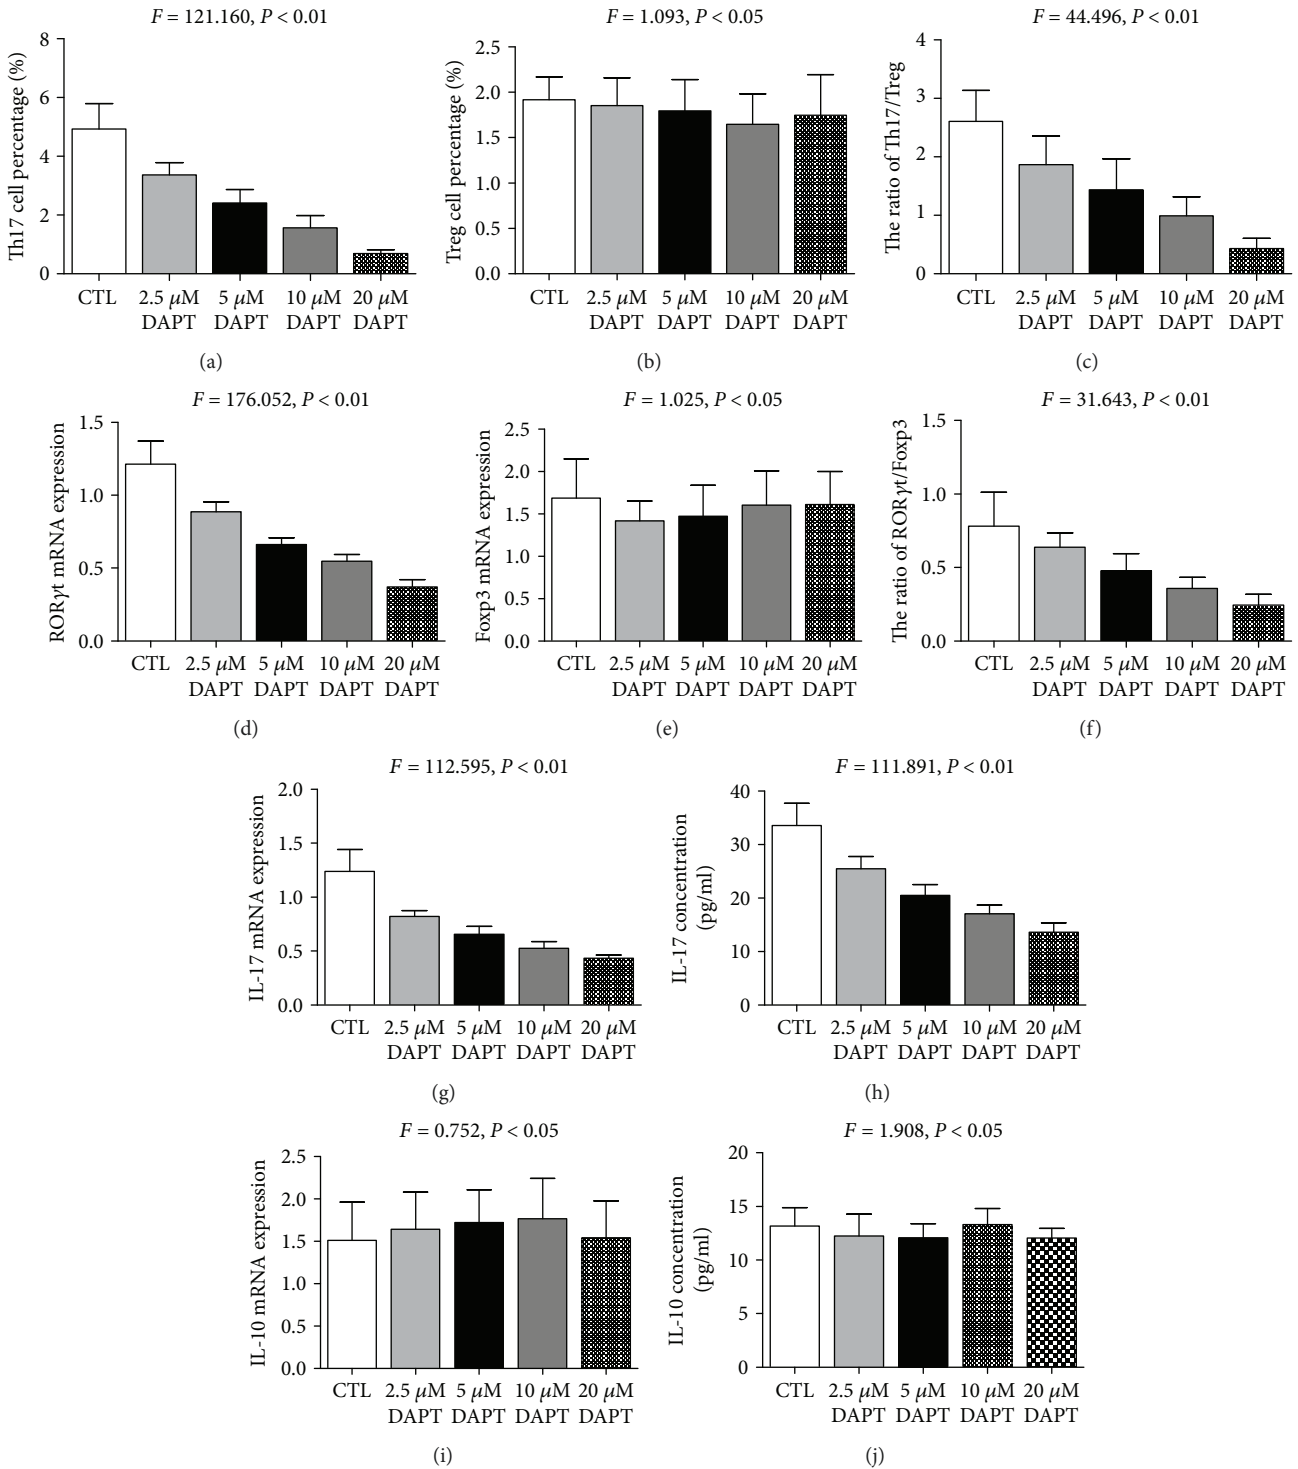 F = 121.160, P < 0.01
Th17 cell percentage (%)
8
6
4
2
0
CTL 2.5 μM 5 μM 10 μM 20 μM
DAPT DAPT DAPT DAPT
(a)
F = 1.093, P < 0.05
Treg cell percentage (%)
2.5
2.0
1.5
1.0
0.5
0.0
CTL 2.5 μM 5 μM 10 μM 20 μM
DAPT DAPT DAPT DAPT
(b)
F = 44.496, P < 0.01
The ratio of Th17/Treg
4
3
2
1
0
CTL 2.5 μM 5 μM 10 μM 20 μM
DAPT DAPT DAPT DAPT
(c)
F = 176.052, P < 0.01
RORγt mRNA expression
1.5
1.0
0.5
0.0
CTL 2.5 μM 5 μM 10 μM 20 μM
DAPT DAPT DAPT DAPT
(d)
F = 1.025, P < 0.05
Foxp3 mRNA expression
2.5
2.0
1.5
1.0
0.5
0.0
CTL 2.5 μM 5 μM 10 μM 20 μM
DAPT DAPT DAPT DAPT
(e)
F = 31.643, P < 0.01
The ratio of RORγt/Foxp3
1.5
1.0
0.5
0.0
CTL 2.5 μM 5 μM 10 μM 20 μM
DAPT DAPT DAPT DAPT
(f)
F = 112.595, P < 0.01
IL-17 mRNA expression
2.0
1.5
1.0
0.5
0.0
CTL 2.5 μM 5 μM 10 μM 20 μM
DAPT DAPT DAPT DAPT
(g)
F = 111.891, P < 0.01
IL-17 concentration
(pg/ml)
40
30
20
10
0
CTL 2.5 μM 5 μM 10 μM 20 μM
DAPT DAPT DAPT DAPT
(h)
F = 0.752, P < 0.05
IL-10 mRNA expression
2.5
2.0
1.5
1.0
0.5
0.0
CTL 2.5 μM 5 μM 10 μM 20 μM
DAPT DAPT DAPT DAPT
(i)
F = 1.908, P < 0.05
IL-10 concentration
(pg/ml)
20
15
10
5
0
CTL 2.5 μM 5 μM 10 μM 20 μM
DAPT DAPT DAPT DAPT
(j)